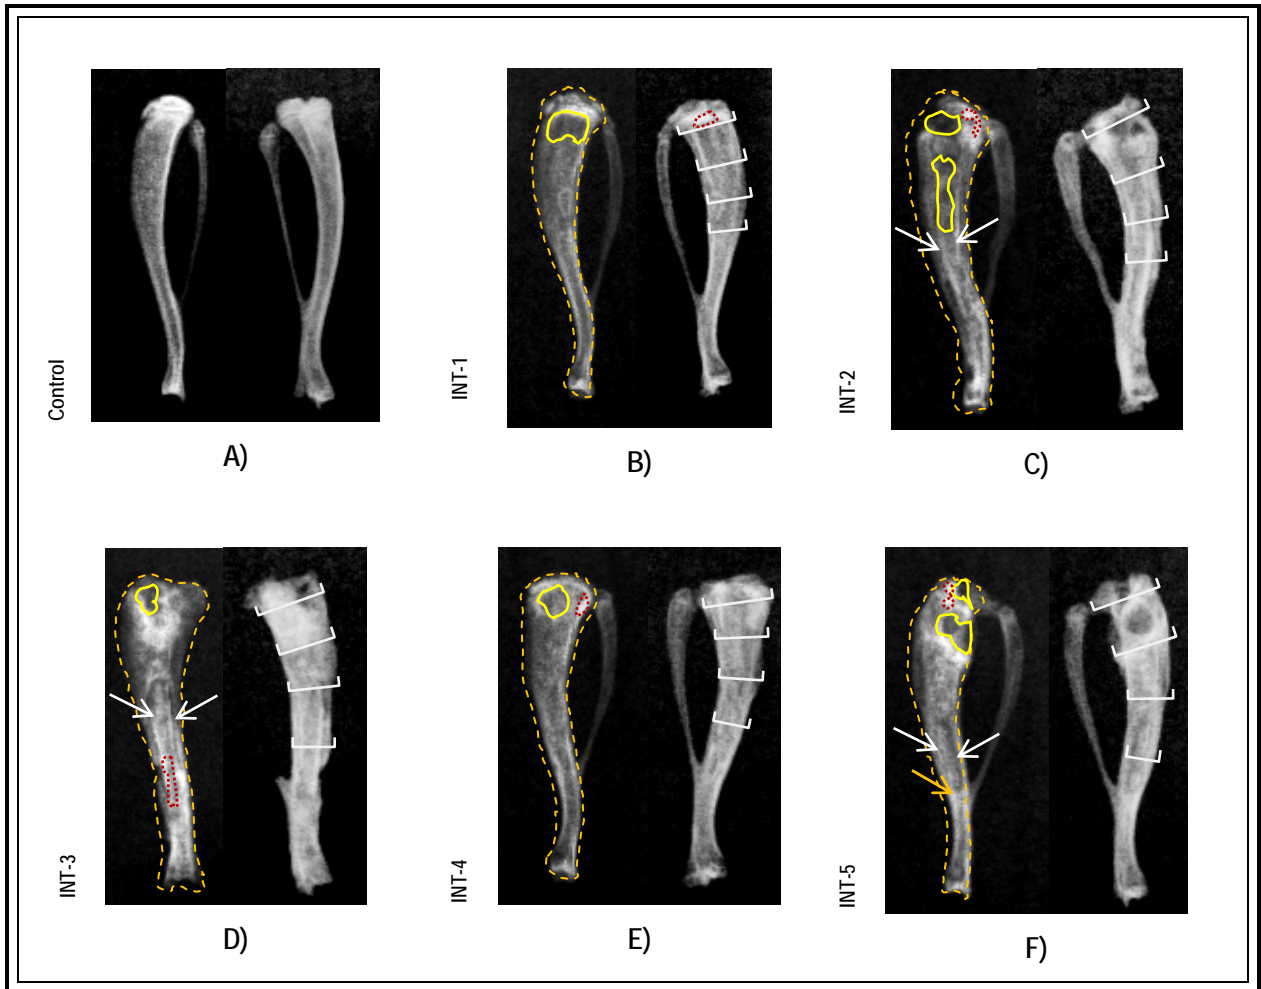 Control
A)
INT-1
B)
INT-2
C)
INT-3
D)
INT-4
E)
INT-5
F)